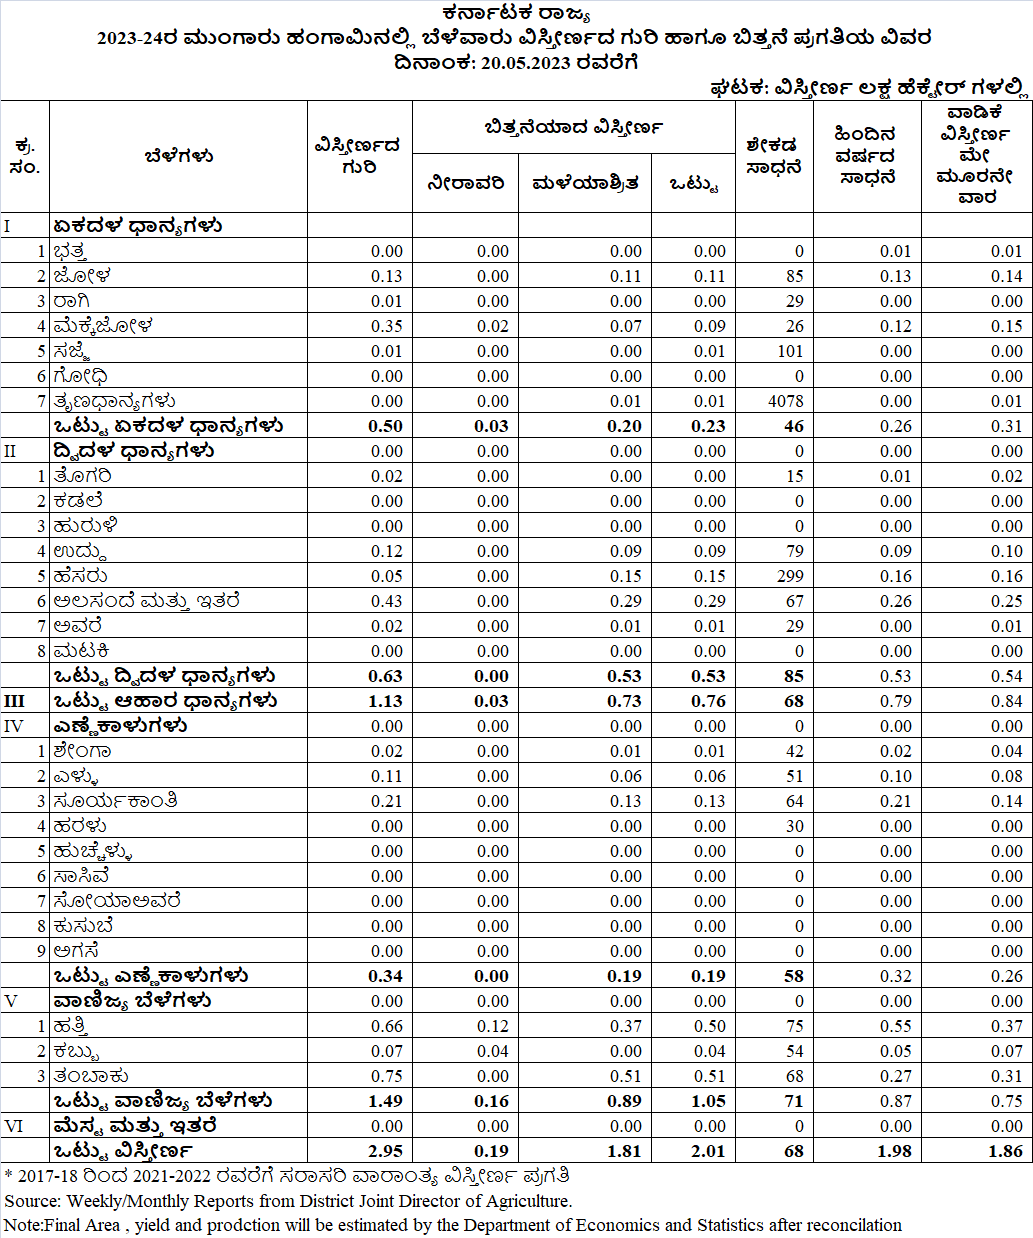 ಕರ್ನಾಟಕ ರಾಜ್ಯ
2023-24ರ ಮುಂಗಾರು ಹಂಗಾಮಿನಲ್ಲಿ ಬೆಳೆವಾರು ವಿಸ್ತೀರ್ಣದ ಗುರಿ ಹಾಗೂ ಬಿತ್ತನೆ ಪ್ರಗತಿಯ ವಿವರ
ದಿನಾಂಕ: 20.05.2023 ರವರೆಗೆ
ಘಟಕ: ವಿಸ್ತೀರ್ಣ ಲಕ್ಷ ಹೆಕ್ಟೇರ್ ಗಳಲ್ಲಿ
ಕ್ರ. ಸಂ. ಬೆಳೆಗಳು ವಿಸ್ತೀರ್ಣದ ಗುರಿ ಬಿತ್ತನೆಯಾದ ವಿಸ್ತೀರ್ಣ ಶೇಕಡ ಸಾಧನೆ ಹಿಂದಿನ ವರ್ಷದ ಸಾಧನೆ ವಾಡಿಕೆ ವಿಸ್ತೀರ್ಣ ಮೇ ಮೂರನೇ ವಾರ
ನೀರಾವರಿ ಮಳೆಯಾಶ್ರಿತ ಒಟ್ಟು
I ಏಕದಳ ಧಾನ್ಯಗಳು
1 ಭತ್ತ 0.00 0.00 0.00 0.00 0 0.01 0.01
2 ಜೋಳ 0.13 0.00 0.11 0.11 85 0.13 0.14
3 ರಾಗಿ 0.01 0.00 0.00 0.00 29 0.00 0.00
4 ಮೆಕ್ಕೆಜೋಳ 0.35 0.02 0.07 0.09 26 0.12 0.15
5 ಸಜ್ಜೆ 0.01 0.00 0.00 0.01 101 0.00 0.00
6 ಗೋಧಿ 0.00 0.00 0.00 0.00 0 0.00 0.00
7 ತೃಣಧಾನ್ಯಗಳು 0.00 0.00 0.01 0.01 4078 0.00 0.01
ಒಟ್ಟು ಏಕದಳ ಧಾನ್ಯಗಳು 0.50 0.03 0.20 0.23 46 0.26 0.31
II ದ್ವಿದಳ ಧಾನ್ಯಗಳು 0.00 0.00 0.00 0.00 0 0.00 0.00
1 ತೊಗರಿ 0.02 0.00 0.00 0.00 15 0.01 0.02
2 ಕಡಲೆ 0.00 0.00 0.00 0.00 0 0.00 0.00
3 ಹುರುಳಿ 0.00 0.00 0.00 0.00 0 0.00 0.00
4 ಉದ್ದು 0.12 0.00 0.09 0.09 79 0.09 0.10
5 ಹೆಸರು 0.05 0.00 0.15 0.15 299 0.16 0.16
6 ಅಲಸಂದೆ ಮತ್ತು ಇತರೆ 0.43 0.00 0.29 0.29 67 0.26 0.25
7 ಅವರೆ 0.02 0.00 0.01 0.01 29 0.00 0.01
8 ಮಟಕಿ 0.00 0.00 0.00 0.00 0 0.00 0.00
ಒಟ್ಟು ದ್ವಿದಳ ಧಾನ್ಯಗಳು 0.63 0.00 0.53 0.53 85 0.53 0.54
III ಒಟ್ಟು ಆಹಾರ ಧಾನ್ಯಗಳು 1.13 0.03 0.73 0.76 68 0.79 0.84
IV ಎಣ್ಣೆಕಾಳುಗಳು 0.00 0.00 0.00 0.00 0 0.00 0.00
1 ಶೇಂಗಾ 0.02 0.00 0.01 0.01 42 0.02 0.04
2 ಎಳ್ಳು 0.11 0.00 0.06 0.06 51 0.10 0.08
3 ಸೂರ್ಯಕಾಂತಿ 0.21 0.00 0.13 0.13 64 0.21 0.14
4 ಹರಳು 0.00 0.00 0.00 0.00 30 0.00 0.00
5 ಹುಚ್ಚೆಳ್ಳು 0.00 0.00 0.00 0.00 0 0.00 0.00
6 ಸಾಸಿವೆ 0.00 0.00 0.00 0.00 0 0.00 0.00
7 ಸೋಯಾಅವರೆ 0.00 0.00 0.00 0.00 0 0.00 0.00
8 ಕುಸುಬೆ 0.00 0.00 0.00 0.00 0 0.00 0.00
9 ಅಗಸೆ 0.00 0.00 0.00 0.00 0 0.00 0.00
ಒಟ್ಟು ಎಣ್ಣೆಕಾಳುಗಳು 0.34 0.00 0.19 0.19 58 0.32 0.26
V ವಾಣಿಜ್ಯ ಬೆಳೆಗಳು 0.00 0.00 0.00 0.00 0 0.00 0.00
1 ಹತ್ತಿ 0.66 0.12 0.37 0.50 75 0.55 0.37
2 ಕಬ್ಬು 0.07 0.04 0.00 0.04 54 0.05 0.07
3 ತಂಬಾಕು 0.75 0.00 0.51 0.51 68 0.27 0.31
ಒಟ್ಟು ವಾಣಿಜ್ಯ ಬೆಳೆಗಳು 1.49 0.16 0.89 1.05 71 0.87 0.75
VI ಮೆಸ್ಟ ಮತ್ತು ಇತರೆ 0.00 0.00 0.00 0.00 0 0.00 0.00
ಒಟ್ಟು ವಿಸ್ತೀರ್ಣ 2.95 0.19 1.81 2.01 68 1.98 1.86
* 2017-18 ರಿಂದ 2021-2022 ರವರೆಗೆ ಸರಾಸರಿ ವಾರಾಂತ್ಯ ವಿಸ್ತೀರ್ಣ ಪ್ರಗತಿ
Source: Weekly/Monthly Reports from District Joint Director of Agriculture.
Note:Final Area , yield and prodction will be estimated by the Department of Economics and Statistics after reconcilation